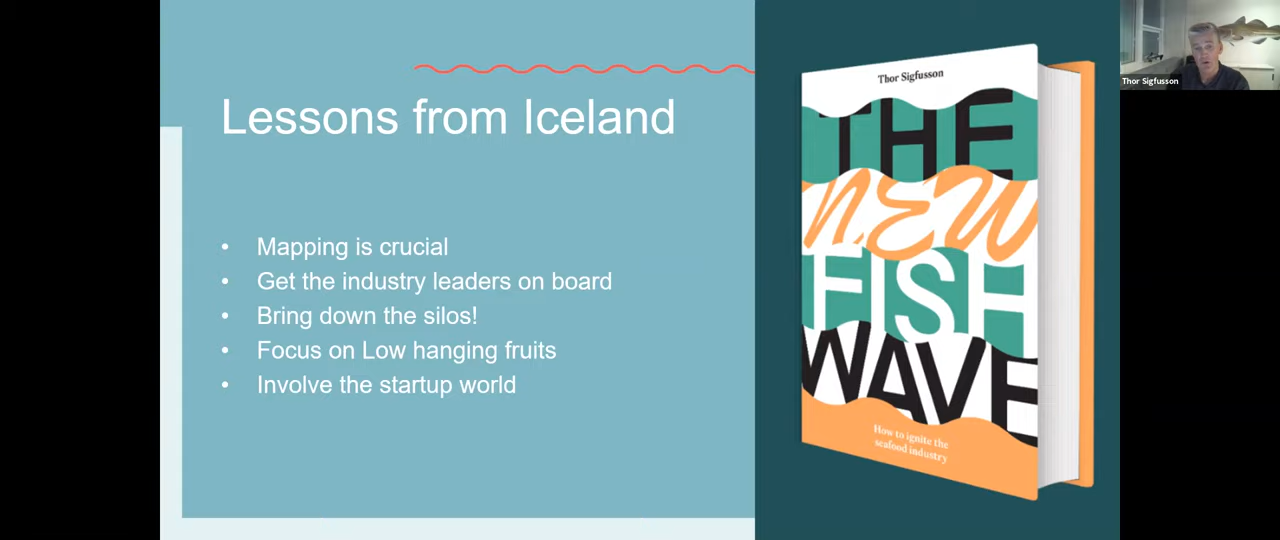 Lessons from Iceland
• Mapping is crucial
• Get the industry leaders on board
• Bring down the silos!
• Focus on Low hanging fruits
• Involve the startup world
Thor Sigfusson
THE
NEW
FISH
WAVE
How to ignite the
seafood industry
Thor Sigfusson